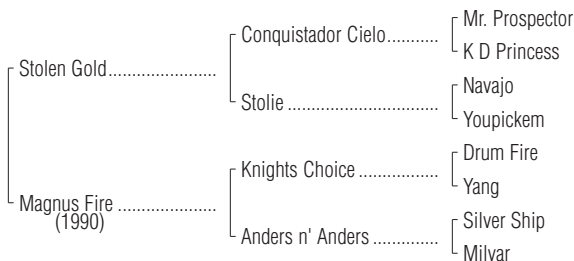 Mr. Prospector
Conquistador Cielo...........
K D Princess
Stolen Gold.......................
Navajo
Stolie ................................
Youpickem
Drum Fire
Knights Choice .................
Yang
Magnus Fire .....................
(1990)
Silver Ship
Anders n' Anders ..............
Milvar